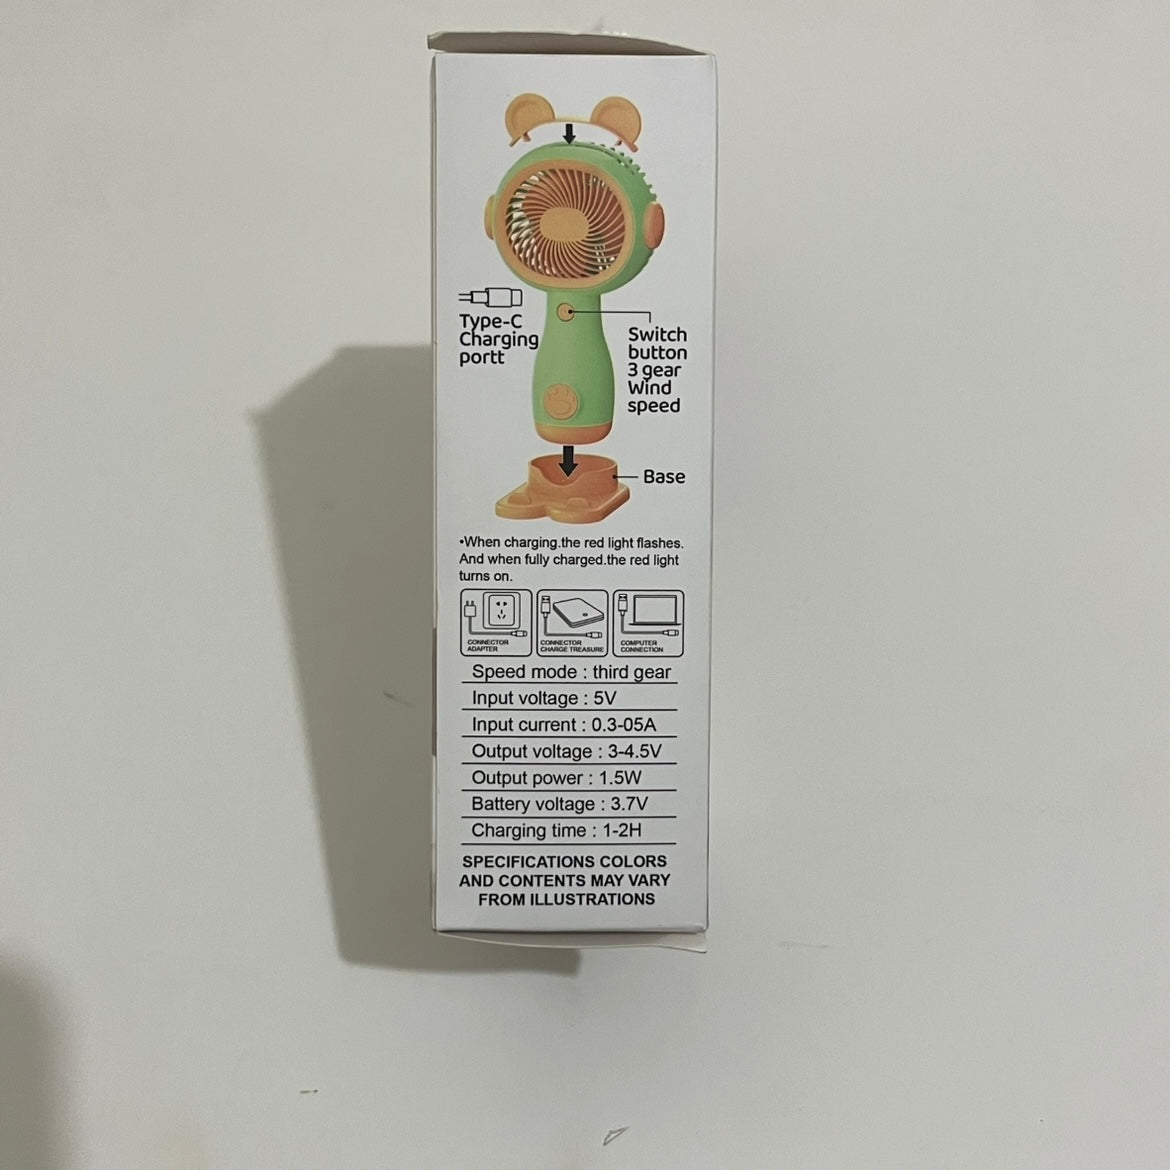 Type-C
Charging
portt
Switch
button
3 gear
Wind
speed
Base
•When charging.the red light flashes.
And when fully charged.the red light
turns on.
CONNECTOR
ADAPTER
CONNECTOR
CHARGE TREASURE
COMPUTER
CONNECTION
Speed mode : third gear
Input voltage : 5V
Input current : 0.3-05A
Output voltage : 3-4.5V
Output power : 1.5W
Battery voltage : 3.7V
Charging time : 1-2H
SPECIFICATIONS COLORS
AND CONTENTS MAY VARY
FROM ILLUSTRATIONS